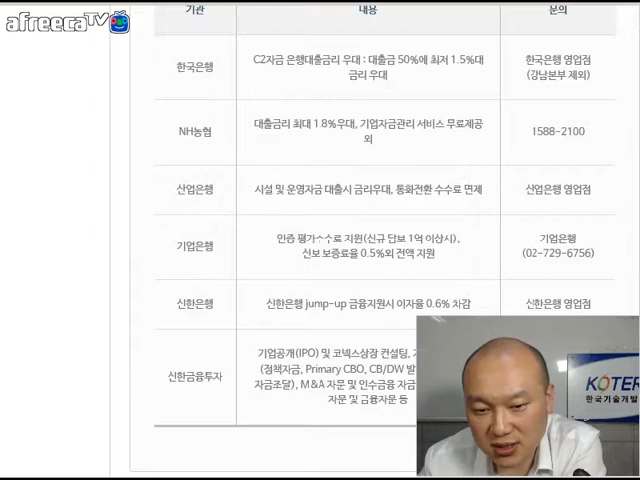 afreecaTV
기관 내용 문의
한국은행
C2자금 은행대출금리 우대 : 대출금 50%에 최저 1.5%대
금리 우대
한국은행 영업점
(강남본부 제외)
NH농협
대출금리 최대 1.8%우대, 기업자금관리 서비스 무료제공
외
1588-2100
산업은행
시설 및 운영자금 대출시 금리우대, 통화전환 수수료 면제
산업은행 영업점
기업은행
인증 평가수수료 지원(신규 담보 1억 이상시),
신보 보증료율 0.5%외 전액 지원
기업은행
(02-729-6756)
신한은행
신한은행 jump-up 금융지원시 이자율 0.6% 차감
신한은행 영업점
신한금융투자
기업공개(IPO) 및 코넥스상장 컨설팅,
(정책자금, Primary CBO, CB/DW 발
자금조달), M&A 자문 및 인수금융 자금
자문 및 금융자문 등
KOTER
한국기술개발